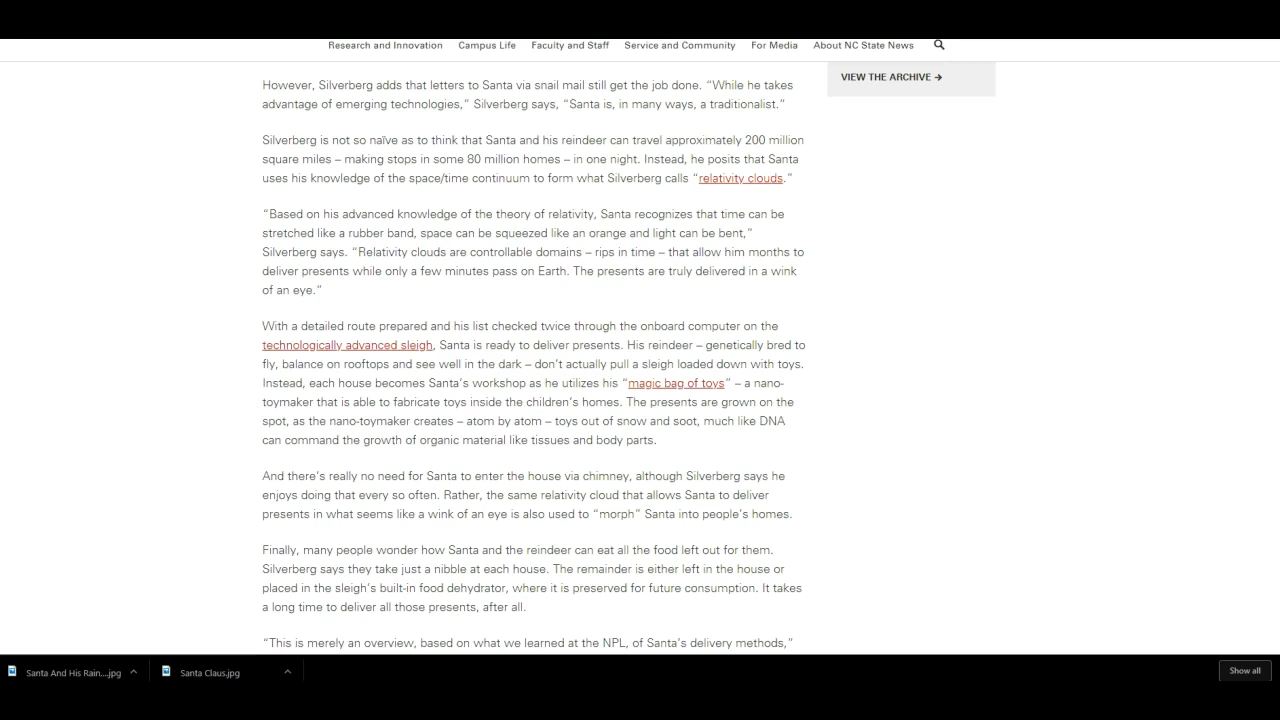 Research and Innovation Campus Life Faculty and Staff Service and Community For Media About NC State News
VIEW THE ARCHIVE →
However, Silverberg adds that letters to Santa via snail mail still get the job done. “While he takes
advantage of emerging technologies,” Silverberg says, “Santa is, in many ways, a traditionalist.”
Silverberg is not so naïve as to think that Santa and his reindeer can travel approximately 200 million
square miles – making stops in some 80 million homes – in one night. Instead, he posits that Santa
uses his knowledge of the space/time continuum to form what Silverberg calls “relativity clouds.”
“Based on his advanced knowledge of the theory of relativity, Santa recognizes that time can be
stretched like a rubber band, space can be squeezed like an orange and light can be bent,”
Silverberg says. “Relativity clouds are controllable domains – rips in time – that allow him months to
deliver presents while only a few minutes pass on Earth. The presents are truly delivered in a wink
of an eye.”
With a detailed route prepared and his list checked twice through the onboard computer on the
technologically advanced sleigh, Santa is ready to deliver presents. His reindeer – genetically bred to
fly, balance on rooftops and see well in the dark – don’t actually pull a sleigh loaded down with toys.
Instead, each house becomes Santa’s workshop as he utilizes his “magic bag of toys” – a nano-
toymaker that is able to fabricate toys inside the children’s homes. The presents are grown on the
spot, as the nano-toymaker creates – atom by atom – toys out of snow and soot, much like DNA
can command the growth of organic material like tissues and body parts.
And there’s really no need for Santa to enter the house via chimney, although Silverberg says he
enjoys doing that every so often. Rather, the same relativity cloud that allows Santa to deliver
presents in what seems like a wink of an eye is also used to “morph” Santa into people’s homes.
Finally, many people wonder how Santa and the reindeer can eat all the food left out for them.
Silverberg says they take just a nibble at each house. The remainder is either left in the house or
placed in the sleigh’s built-in food dehydrator, where it is preserved for future consumption. It takes
a long time to deliver all those presents, after all.
“This is merely an overview, based on what we learned at the NPL, of Santa’s delivery methods,”
Santa And His Rain....jpg Santa Claus.jpg Show all